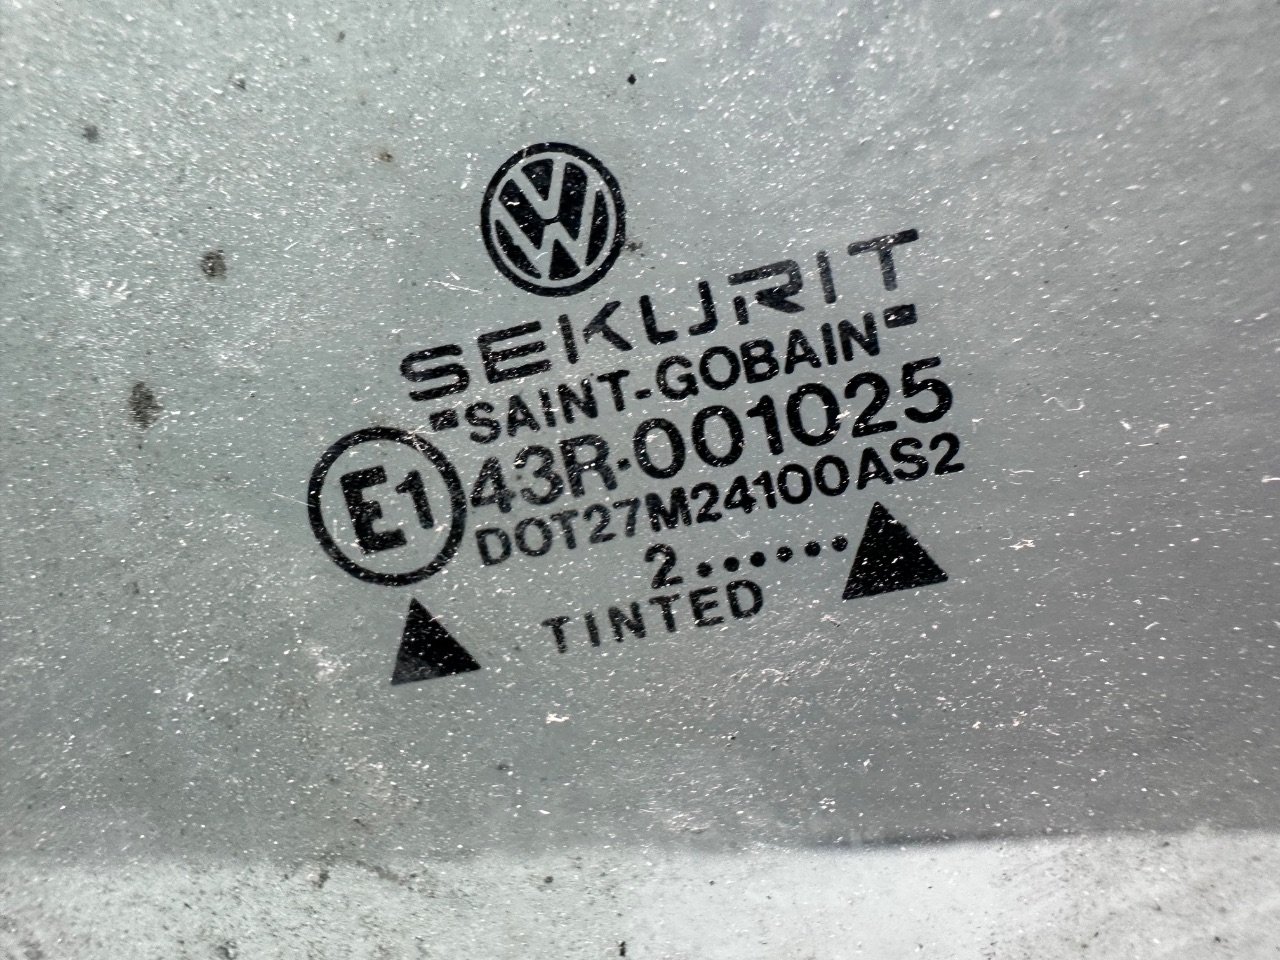 SEKURIT
SAINT-GOBAIN
E1
43R-001025
DOT27M24100AS2
2......
TINTED